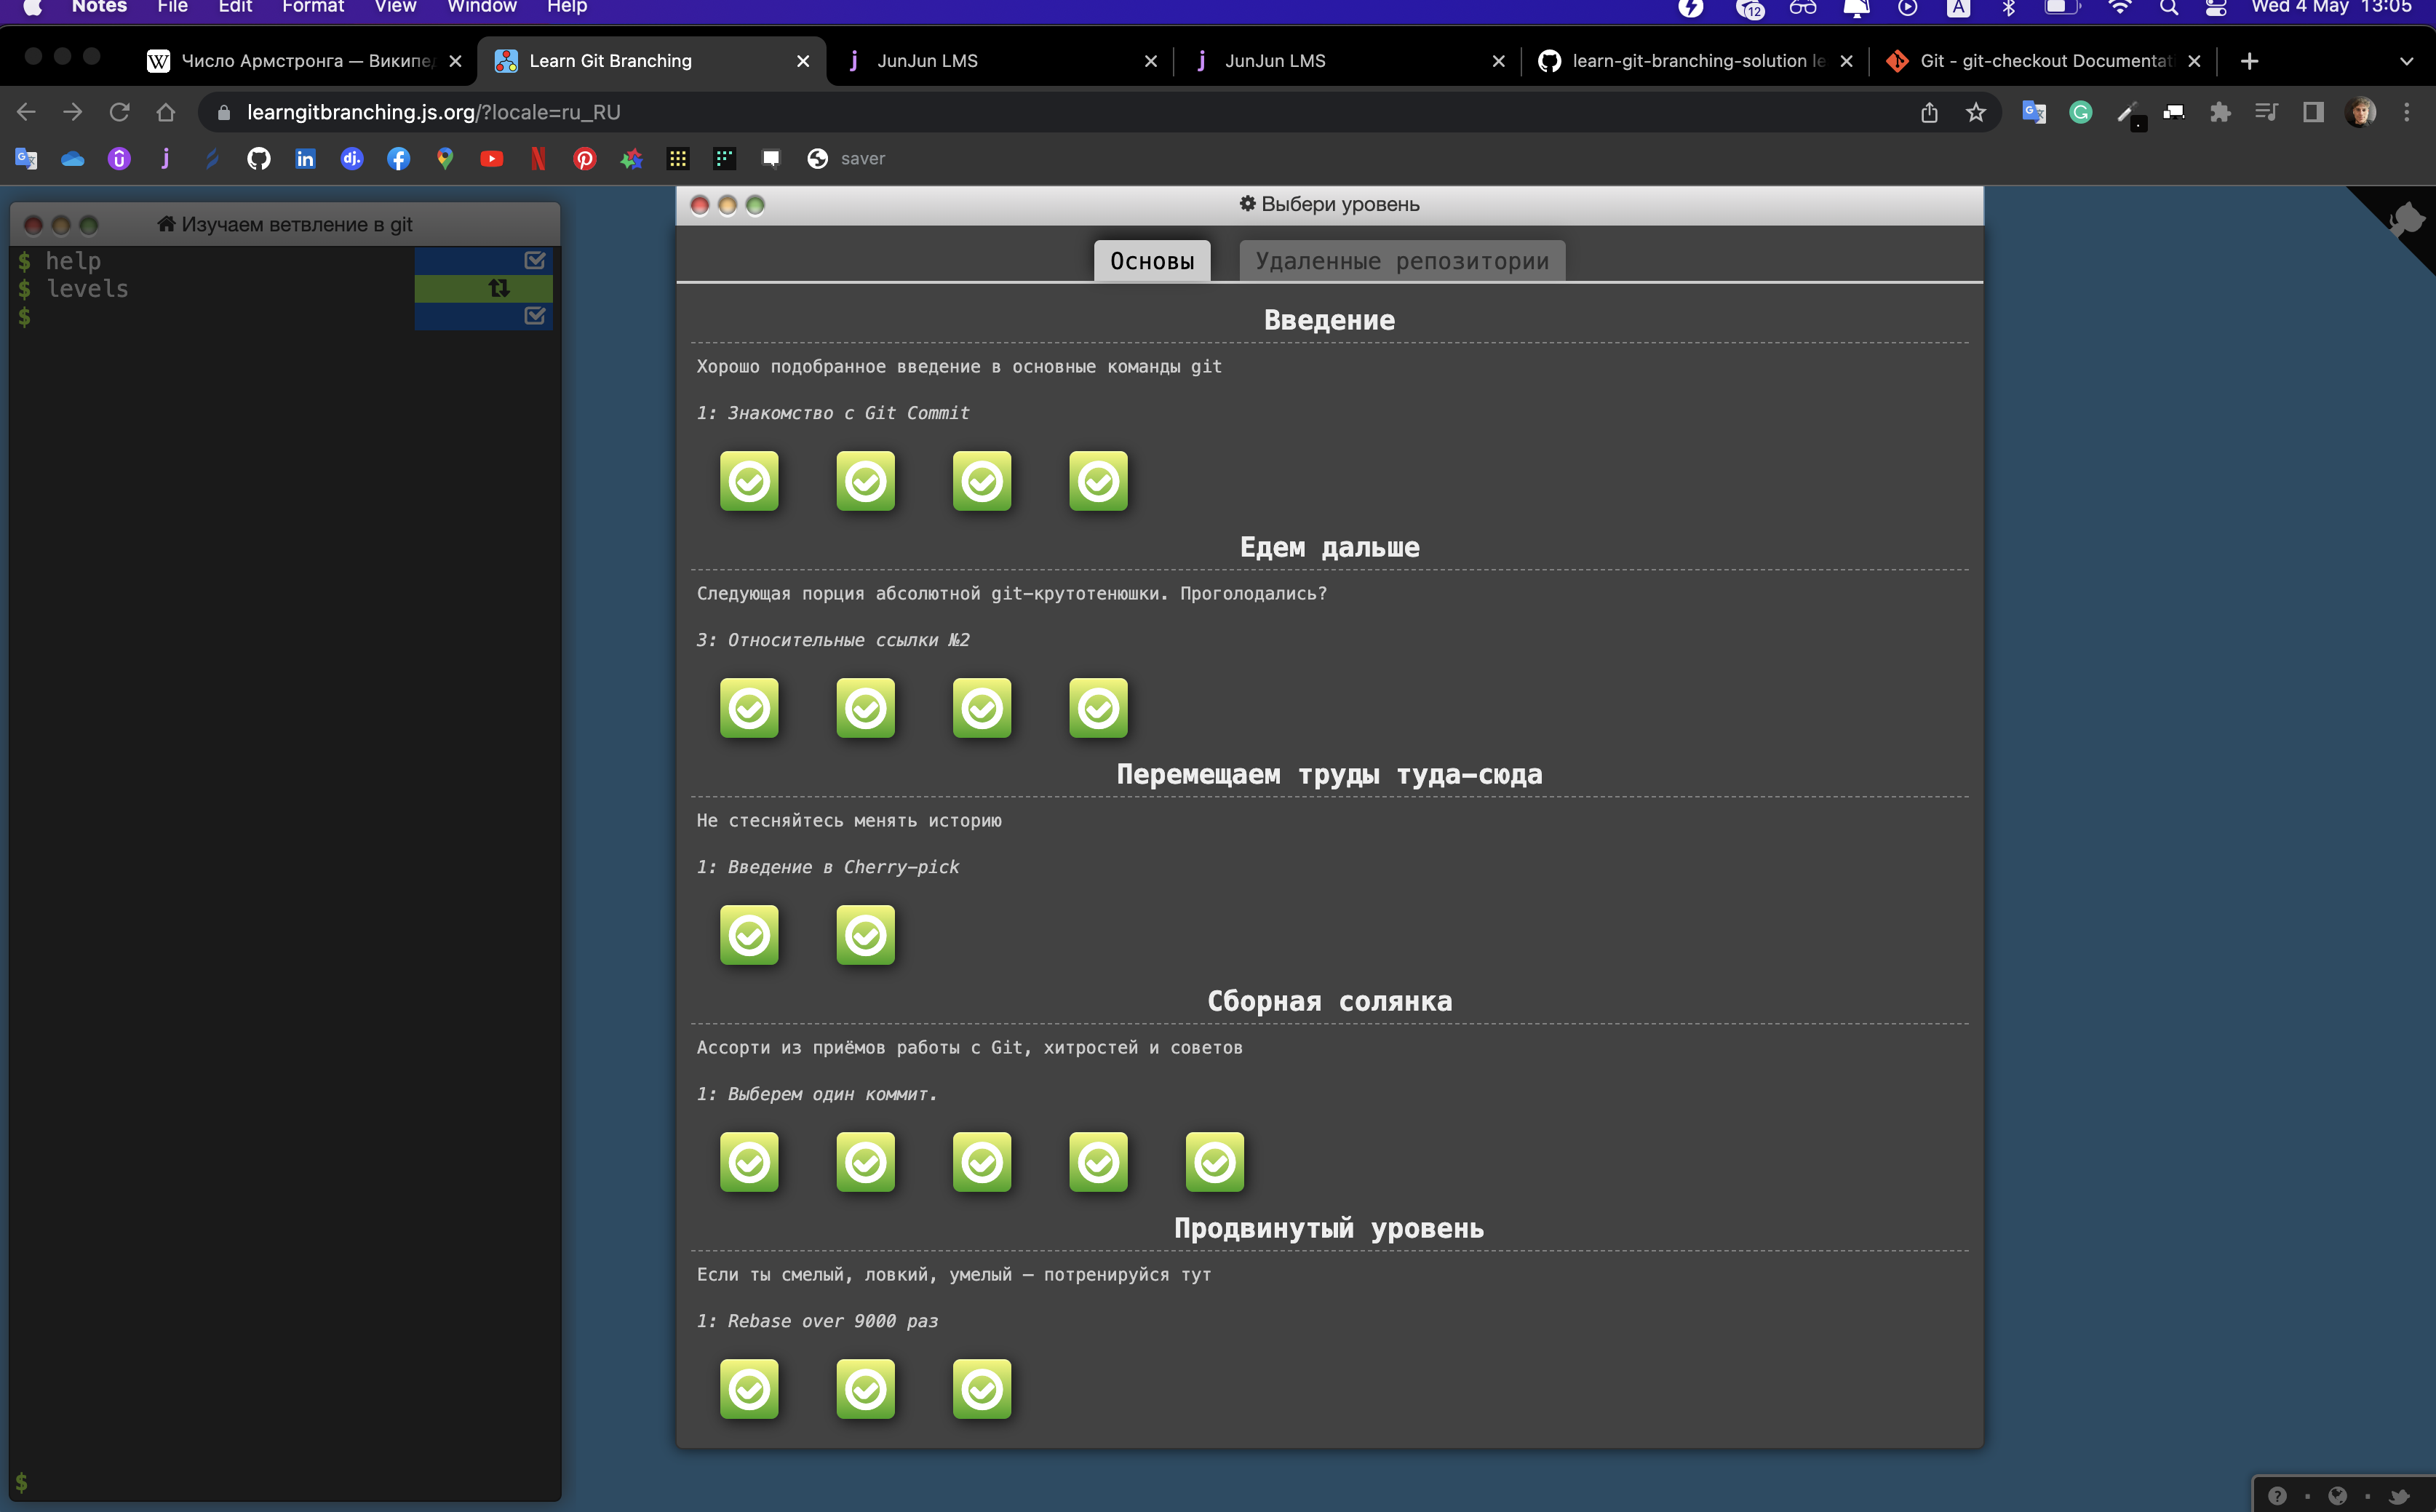 Notes File Edit Format View Window Help 12 A Wed 4 May 13:05
W Число Армстронга — Википед Learn Git Branching j JunJun LMS j JunJun LMS learn-git-branching-solution le Git - git-checkout Documentat
learngitbranching.js.org/?locale=ru_RU
j in dj. saver
Изучаем ветвление в git
$ help
$ levels
$
$
Выбери уровень
Основы Удаленные репозитории
Введение
Хорошо подобранное введение в основные команды git
1: Знакомство с Git Commit
Едем дальше
Следующая порция абсолютной git-крутотенюшки. Проголодались?
3: Относительные ссылки №2
Перемещаем труды туда-сюда
Не стесняйтесь менять историю
1: Введение в Cherry-pick
Сборная солянка
Ассорти из приёмов работы с Git, хитростей и советов
1: Выберем один коммит.
Продвинутый уровень
Если ты смелый, ловкий, умелый — потренируйся тут
1: Rebase over 9000 раз